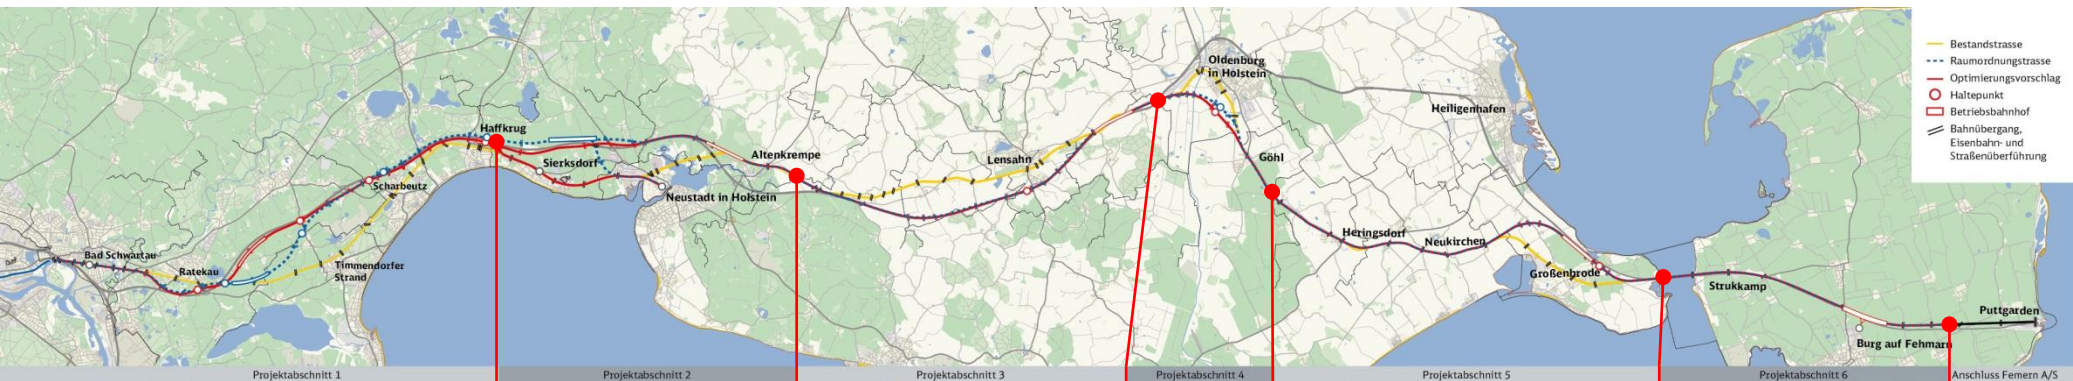 Bestandstrasse
Raumordnungstrasse
Optimierungsvorschlag
Haltepunkt
Betriebsbahnhof
Bahnübergang,
Eisenbahn- und
Straßenüberführung
Oldenburg
in Holstein
Heiligenhafen
Haffkrug
Sierksdorf
Altenkrempe
Lensahn
Göhl
Scharbeutz
Neustadt in Holstein
Heringsdorf
Neukirchen
Bad Schwartau
Ratekau
Timmendorfer
Strand
Großenbrode
Strukkamp
Puttgarden
Burg auf Fehmarn
Projektabschnitt 1
Projektabschnitt 2
Projektabschnitt 3
Projektabschnitt 4
Projektabschnitt 5
Projektabschnitt 6
Anschluss Femern A/S